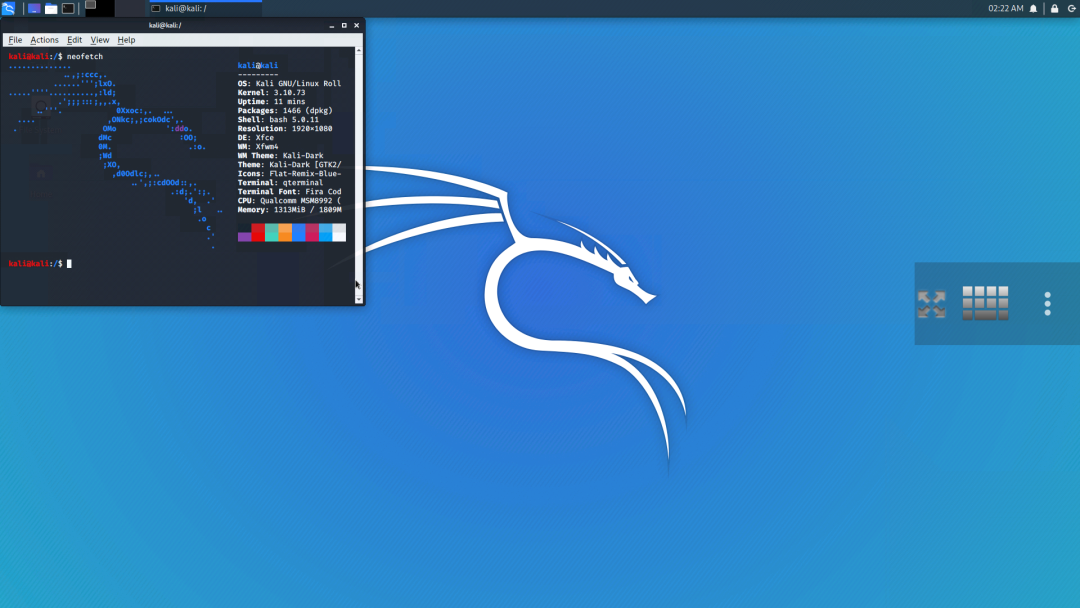 kali@kali: /
02:22 AM
kali@kali:/
File Actions Edit View Help
kali@kali:/$ neofetch
kali@kali
---------
OS: Kali GNU/Linux Roll
Kernel: 3.10.73
Uptime: 11 mins
Packages: 1466 (dpkg)
Shell: bash 5.0.11
Resolution: 1920×1080
DE: Xfce
WM: Xfwm4
WM Theme: Kali-Dark
Theme: Kali-Dark [GTK2/
Icons: Flat-Remix-Blue-
Terminal: qterminal
Terminal Font: Fira Cod
CPU: Qualcomm MSM8992 (
Memory: 1313MiB / 1809M
kali@kali:/$